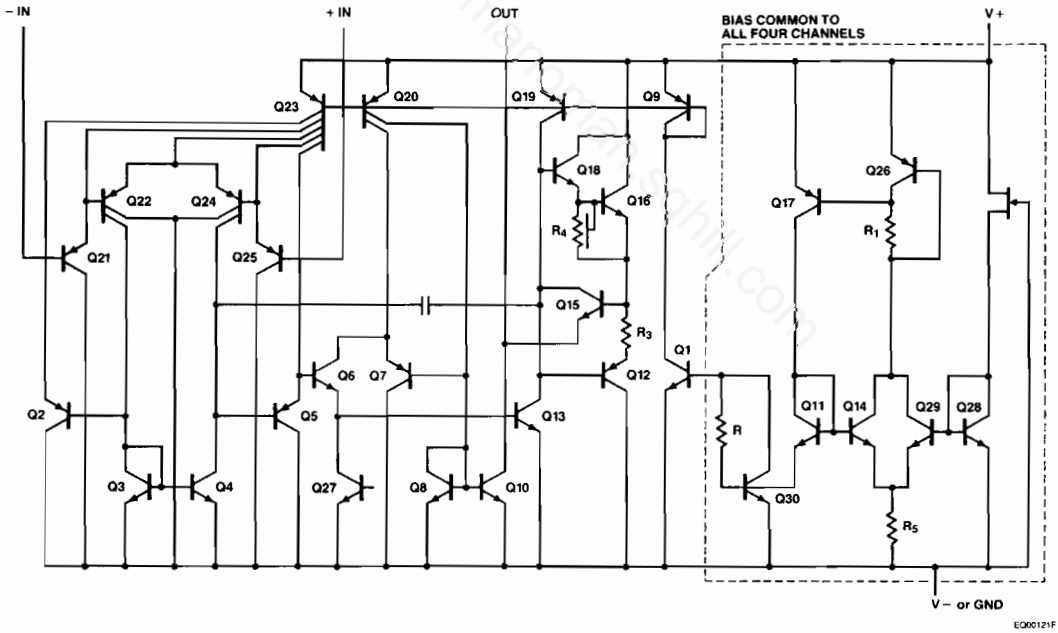 − IN
+ IN
OUT
BIAS COMMON TO
ALL FOUR CHANNELS
V+
Q23
Q20
Q19
Q9
Q18
Q26
Q22
Q24
Q16
Q17
R4
R1
Q21
Q25
Q15
R3
Q1
Q6
Q7
Q12
Q2
Q5
Q13
R
Q11
Q14
Q29
Q28
Q3
Q4
Q27
Q8
Q10
Q30
R5
V− or GND
EQ00121F